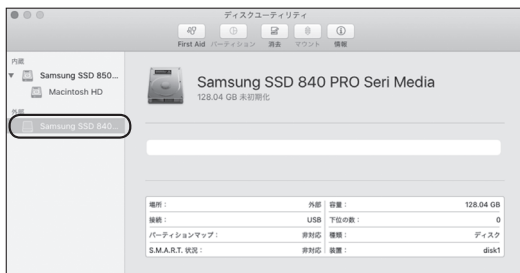 ディスクユーティリティ
First Aid パーティション 消去 マウント 情報
内蔵
Samsung SSD 850...
Macintosh HD
外部
Samsung SSD 840...
Samsung SSD 840 PRO Seri Media
128.04 GB 未初期化
場所： 外部 容量： 128.04 GB
接続： USB 下位の数： 0
パーティションマップ： 非対応 種類： ディスク
S.M.A.R.T. 状況： 非対応 装置： disk1